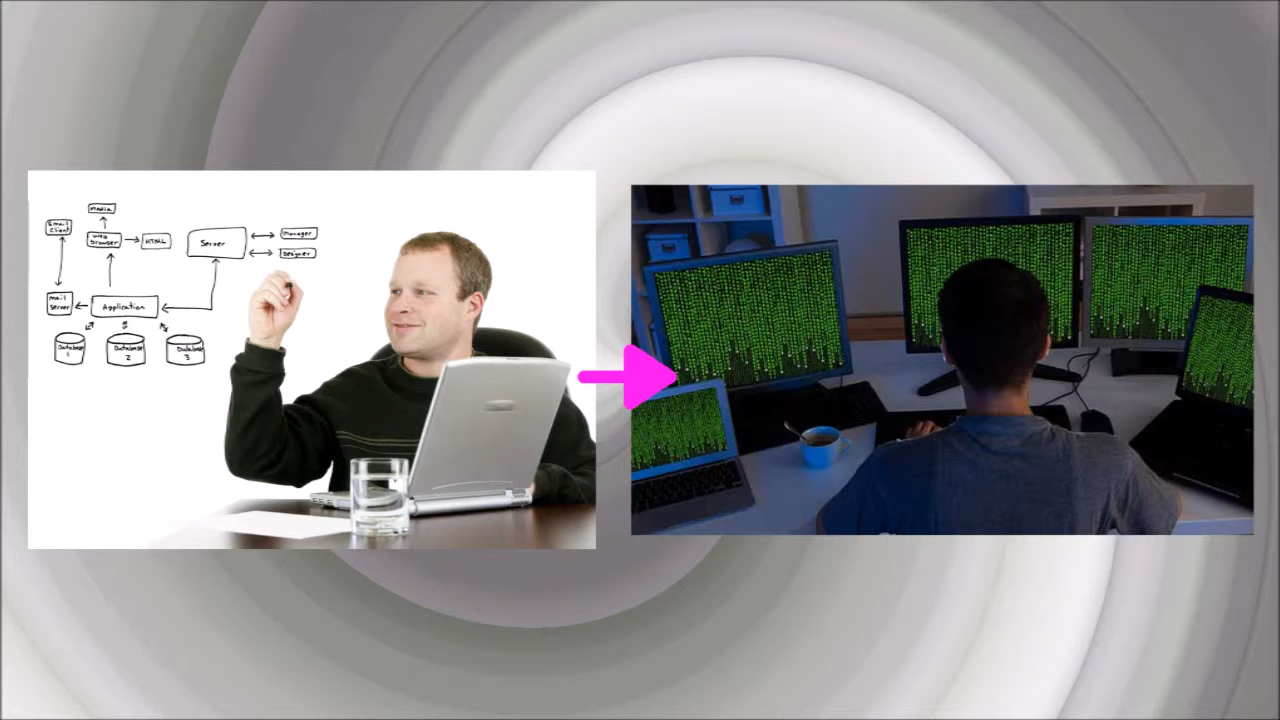 Media
Email
Client
Web
browser
HTML
Server
Manager
Designer
Mail
Server
Application
Database
1
Database
2
Database
3